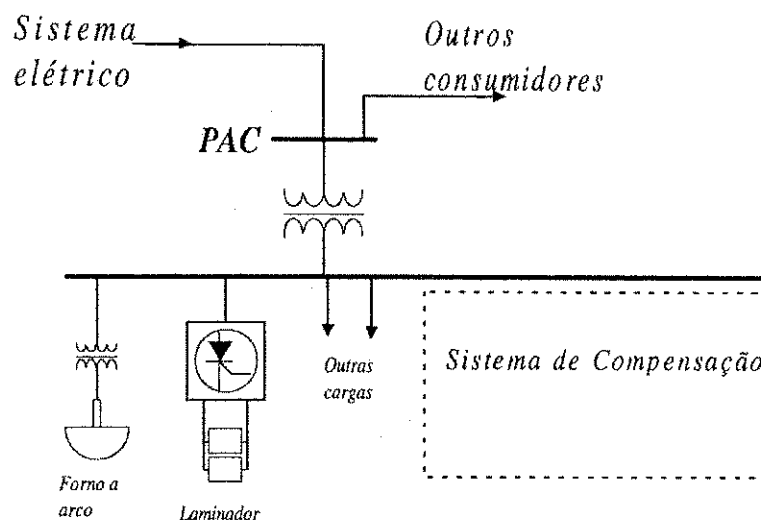 Sistema
elétrico
Outros
consumidores
PAC
Outras
cargas
Sistema de Compensação
Forno a
arco
Laminador